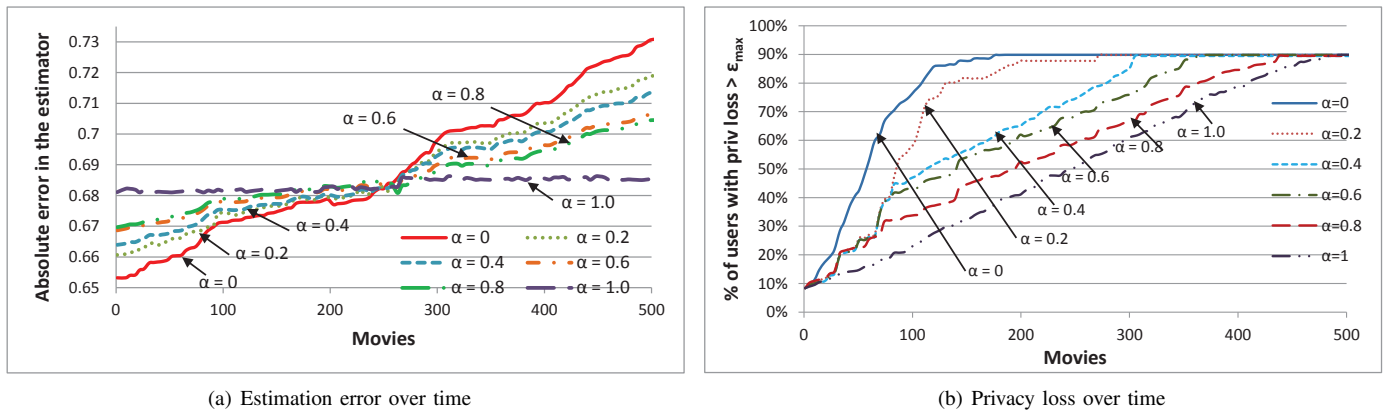 Absolute error in the estimator
0.73
0.72
0.71
0.7
0.69
0.68
0.67
0.66
0.65
0
100
200
300
400
500
Movies
α = 0.8
α = 0.6
α = 1.0
α = 0.4
α = 0.2
α = 0
α = 0
α = 0.2
α = 0.4
α = 0.6
α = 0.8
α = 1.0
(a) Estimation error over time
% of users with priv loss > εmax
100%
90%
80%
70%
60%
50%
40%
30%
20%
10%
0%
0
100
200
300
400
500
Movies
α = 1.0
α = 0.8
α = 0.6
α = 0.4
α = 0.2
α = 0
α=0
α=0.2
α=0.4
α=0.6
α=0.8
α=1
(b) Privacy loss over time